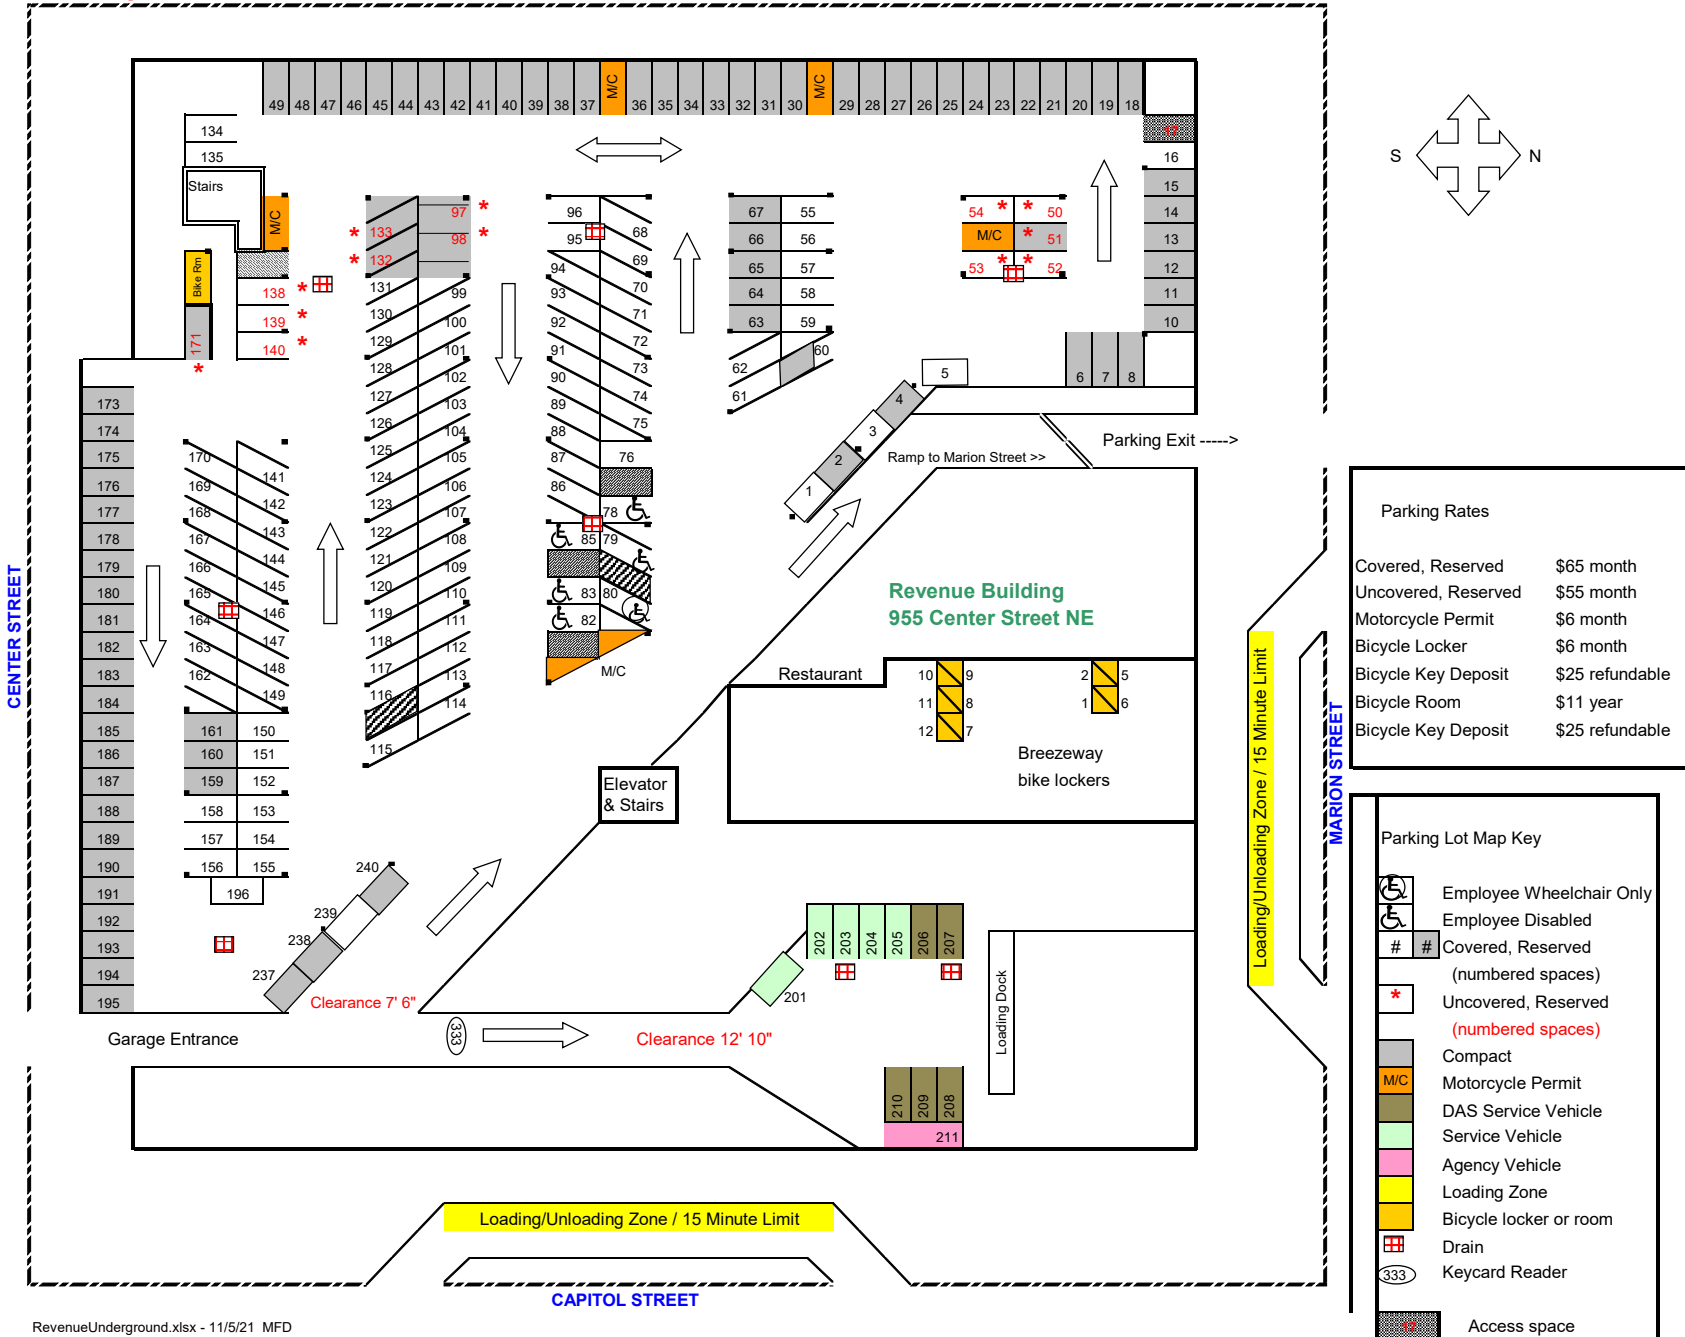 49 48 47 46 45 44 43 42 41 40 39 38 37 M/C 36 35 34 33 32 31 30 M/C 29 28 27 26 25 24 23 22 21 20 19 18
17
16
15
14
13
12
11
10
S N
134
135
Stairs
M/C
Bike Rm
138
139
140
171
*
*
*
*
97 *
98 *
* 133
* 132
131
130
129
128
127
126
125
124
123
122
121
120
119
118
117
116
115
99
100
101
102
103
104
105
106
107
108
109
110
111
112
113
114
96
95
94
93
92
91
90
89
88
87
86
85
83
82
68
69
70
71
72
73
74
75
76
78
79
80
M/C
67 55
66 56
65 57
64 58
63 59
62 60
61
54 * * 50
M/C * 51
53 * * 52
6 7 8
5
4
3
2
1
Parking Exit ----->
Ramp to Marion Street >>
173
174
175
176
177
178
179
180
181
182
183
184
185
186
187
188
189
190
191
192
193
194
195
170
169
168
167
166
165
164
163
162
161 150
160 151
159 152
158 153
157 154
156 155
196
141
142
143
144
145
146
147
148
149
240
239
238
237
Clearance 7' 6"
Garage Entrance
333
Clearance 12' 10"
Revenue Building
955 Center Street NE
Restaurant
10 9
11 8
12 7
2 5
1 6
Breezeway
bike lockers
Elevator
& Stairs
201
202 203 204 205 206 207
Loading Dock
210 209 208
211
Loading/Unloading Zone / 15 Minute Limit
CAPITOL STREET
CENTER STREET
Loading/Unloading Zone / 15 Minute Limit
MARION STREET
Parking Rates
Covered, Reserved $65 month
Uncovered, Reserved $55 month
Motorcycle Permit $6 month
Bicycle Locker $6 month
Bicycle Key Deposit $25 refundable
Bicycle Room $11 year
Bicycle Key Deposit $25 refundable
Parking Lot Map Key
Employee Wheelchair Only
Employee Disabled
# # Covered, Reserved
(numbered spaces)
* Uncovered, Reserved
(numbered spaces)
Compact
M/C Motorcycle Permit
DAS Service Vehicle
Service Vehicle
Agency Vehicle
Loading Zone
Bicycle locker or room
Drain
333 Keycard Reader
17 Access space
RevenueUnderground.xlsx - 11/5/21 MFD